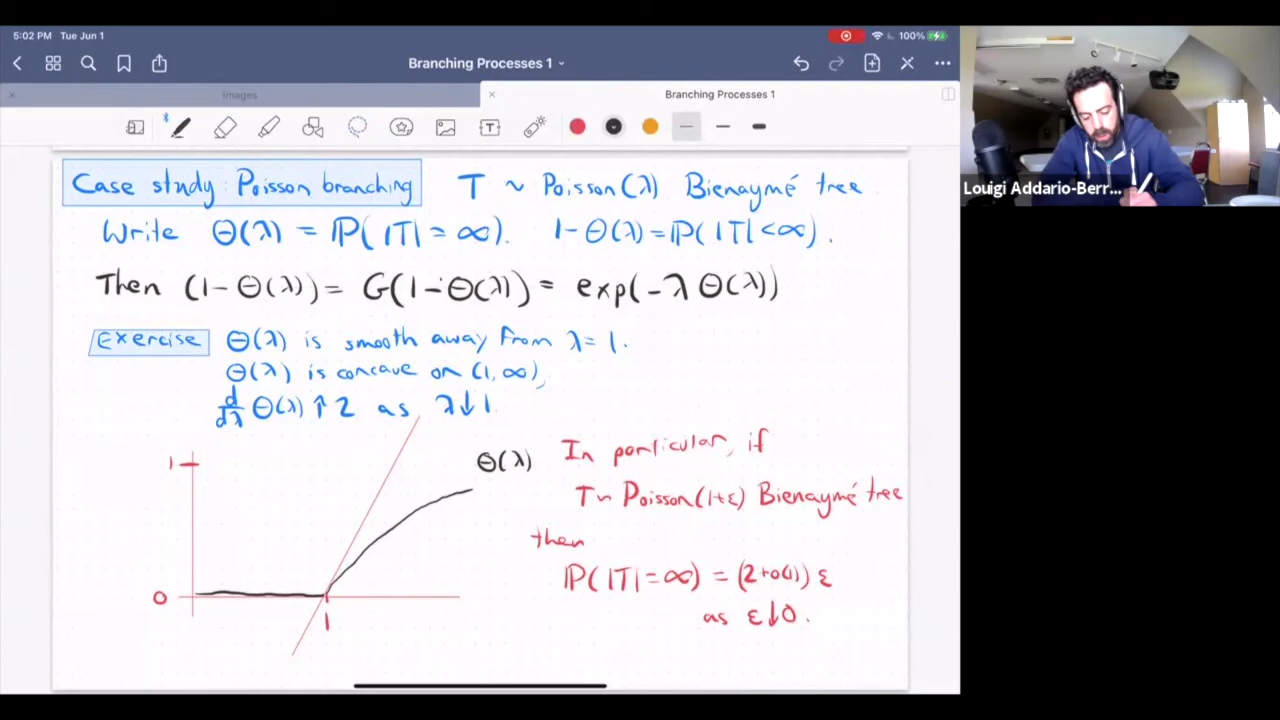 5:02 PM Tue Jun 1
100%
Branching Processes 1
Images
Branching Processes 1
Case study: Poisson branching T ~ Poisson(λ) Bienaymé tree
Write Θ(λ) = ℙ(|T| = ∞). 1-Θ(λ) = ℙ(|T| < ∞).
Then (1-Θ(λ)) = G(1-Θ(λ)) = exp(-λ Θ(λ))
Exercise Θ(λ) is smooth away from λ = 1.
Θ(λ) is concave on (1, ∞),
d/dλ Θ(λ) ↑ 2 as λ ↓ 1.
1
Θ(λ)
0
1
In particular, if
T ~ Poisson(1+ε) Bienaymé tree
then
ℙ(|T| = ∞) = (2+o(1)) ε
as ε ↓ 0.
Louigi Addario-Berr...